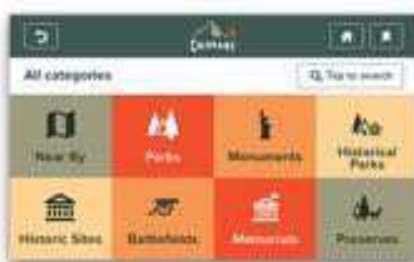 All categories
Tap to search
Near By
Parks
Monuments
Historical
Parks
Historic Sites
Battlefields
Memorials
Preserves